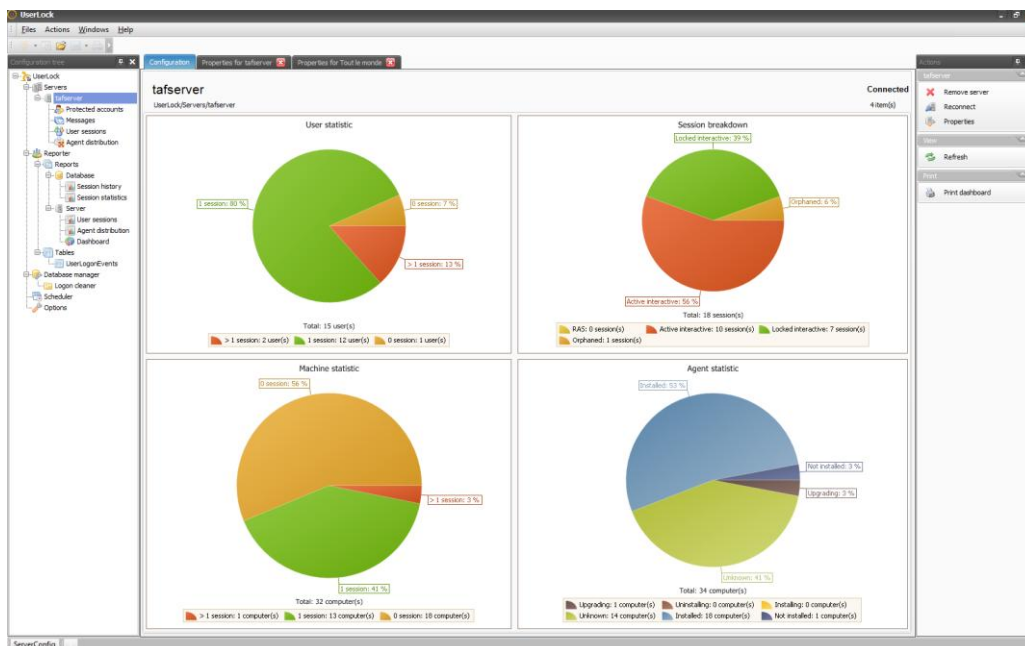 UserLock
Files Actions Windows Help
Configuration tree
UserLock
Servers
tafserver
Protected accounts
Messages
User sessions
Agent distribution
Reporter
Reports
Database
Session history
Session statistics
Server
User sessions
Agent distribution
Dashboard
Tables
UserLogonEvents
Database manager
Logon cleaner
Scheduler
Options
Configuration
Properties for tafserver
Properties for Tout le monde
tafserver
Connected
UserLock/Servers/tafserver
4 item(s)
User statistic
1 session: 80 %
0 session: 7 %
> 1 session: 13 %
Total: 15 user(s)
> 1 session: 2 user(s) 1 session: 12 user(s) 0 session: 1 user(s)
Session breakdown
Locked interactive: 39 %
Orphaned: 6 %
Active interactive: 56 %
Total: 18 session(s)
RAS: 0 session(s) Active interactive: 10 session(s) Locked interactive: 7 session(s)
Orphaned: 1 session(s)
Machine statistic
0 session: 56 %
> 1 session: 3 %
1 session: 41 %
Total: 32 computer(s)
> 1 session: 1 computer(s) 1 session: 13 computer(s) 0 session: 18 computer(s)
Agent statistic
Installed: 53 %
Not installed: 3 %
Upgrading: 3 %
Unknown: 41 %
Total: 34 computer(s)
Upgrading: 1 computer(s) Uninstalling: 0 computer(s) Installing: 0 computer(s)
Unknown: 14 computer(s) Installed: 18 computer(s) Not installed: 1 computer(s)
Actions
tafserver
Remove server
Reconnect
Properties
View
Refresh
Print
Print dashboard
ServerConfig